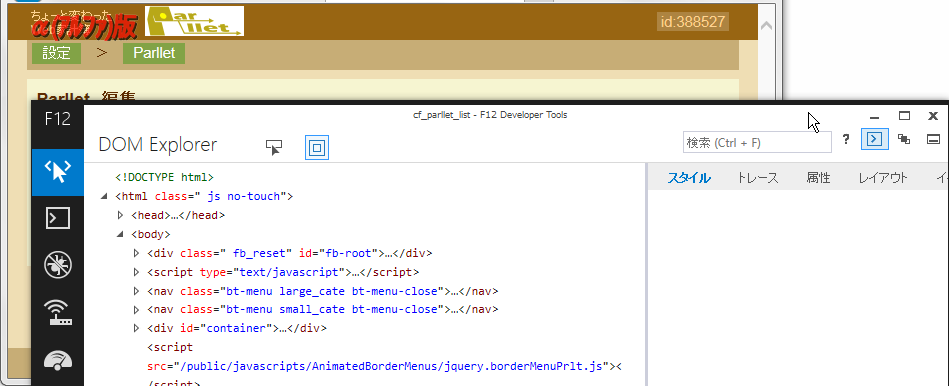 ちょーと変わった
α(アルファ)版
Parllet
id:388527
設定 > Parllet
Parllet 編集
cf_parllet_list - F12 Developer Tools
F12
DOM Explorer
検索 (Ctrl + F)
?
<!DOCTYPE html>
<html class=" js no-touch">
<head>…</head>
<body>
<div class=" fb_reset" id="fb-root">…</div>
<script type="text/javascript">…</script>
<nav class="bt-menu large_cate bt-menu-close">…</nav>
<nav class="bt-menu small_cate bt-menu-close">…</nav>
<div id="container">…</div>
<script
src="/public/javascripts/AnimatedBorderMenus/jquery.borderMenuPrlt.js"><
/script>
スタイル トレース 属性 レイアウト イ